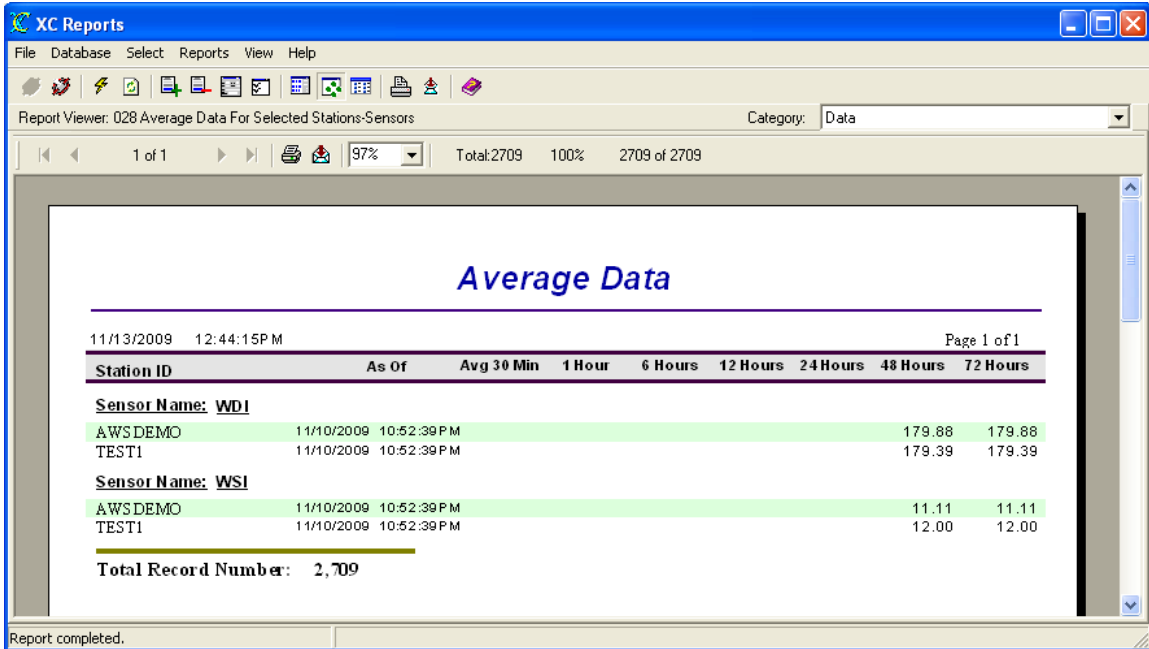 XC Reports
File Database Select Reports View Help
Report Viewer: 028 Average Data For Selected Stations-Sensors Category: Data
1 of 1 97% Total:2709 100% 2709 of 2709
Average Data
11/13/2009 12:44:15PM Page 1 of 1
Station ID As Of Avg 30 Min 1 Hour 6 Hours 12 Hours 24 Hours 48 Hours 72 Hours
Sensor Name: WDI
AWSDEMO 11/10/2009 10:52:39PM 179.88 179.88
TEST1 11/10/2009 10:52:39PM 179.39 179.39
Sensor Name: WSI
AWSDEMO 11/10/2009 10:52:39PM 11.11 11.11
TEST1 11/10/2009 10:52:39PM 12.00 12.00
Total Record Number: 2,709
Report completed.